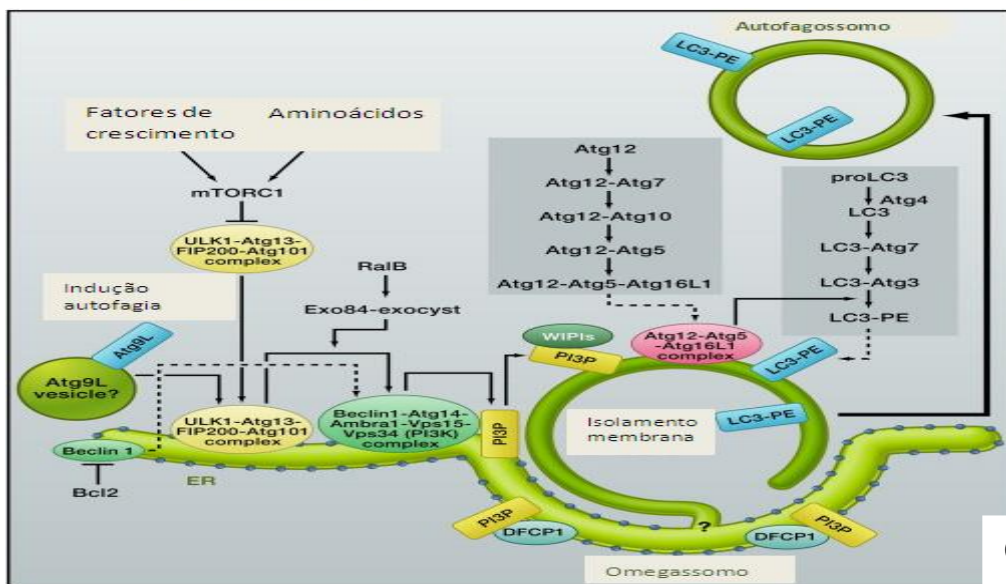 Autofagossomo
LC3-PE
LC3-PE
Fatores de
crescimento
Aminoácidos
mTORC1
ULK1-Atg13-
FIP200-Atg101
complex
RalB
Exo84-exocyst
Indução
autofagia
Atg9L
Atg9L
vesicle?
ULK1-Atg13-
FIP200-Atg101
complex
Beclin1-Atg14-
Ambra1-Vps15-
Vps34 (PI3K)
complex
Beclin 1
Bcl2
ER
PI3P
Atg12
Atg12-Atg7
Atg12-Atg10
Atg12-Atg5
Atg12-Atg5-Atg16L1
proLC3
Atg4
LC3
LC3-Atg7
LC3-Atg3
LC3-PE
WIPIs
PI3P
Atg12-Atg5
-Atg16L1
complex
LC3-PE
LC3-PE
Isolamento
membrana
?
PI3P
DFCP1
PI3P
DFCP1
Omegassomo